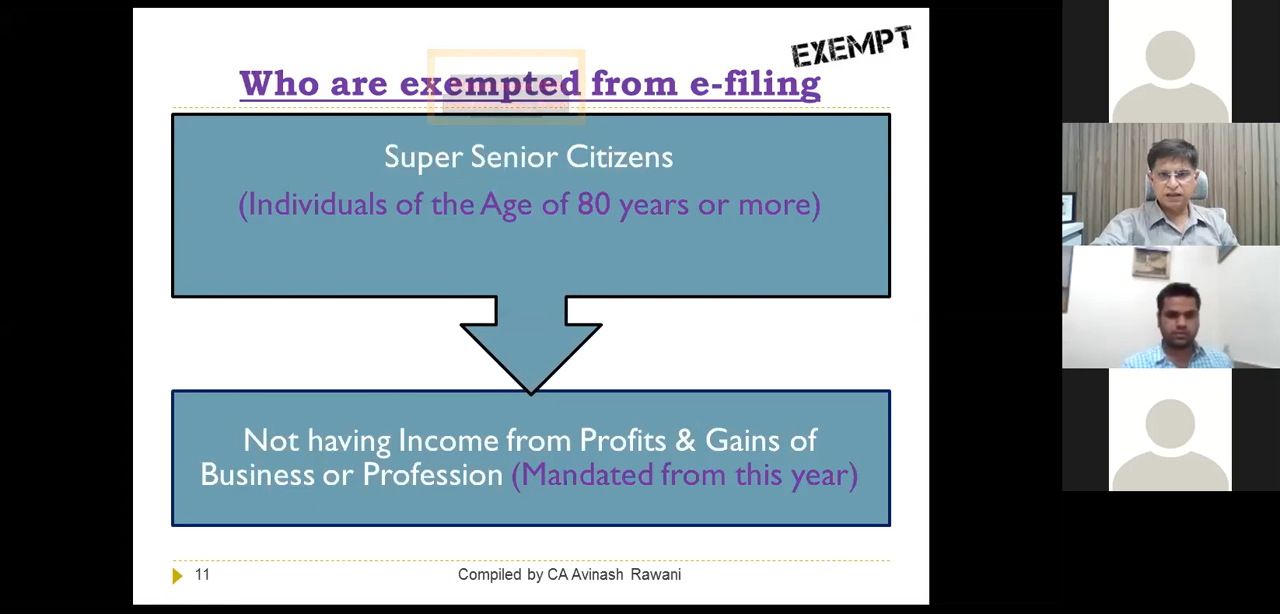 EXEMPT
Who are exempted from e-filing
Super Senior Citizens
(Individuals of the Age of 80 years or more)
Not having Income from Profits & Gains of
Business or Profession (Mandated from this year)
11
Compiled by CA Avinash Rawani